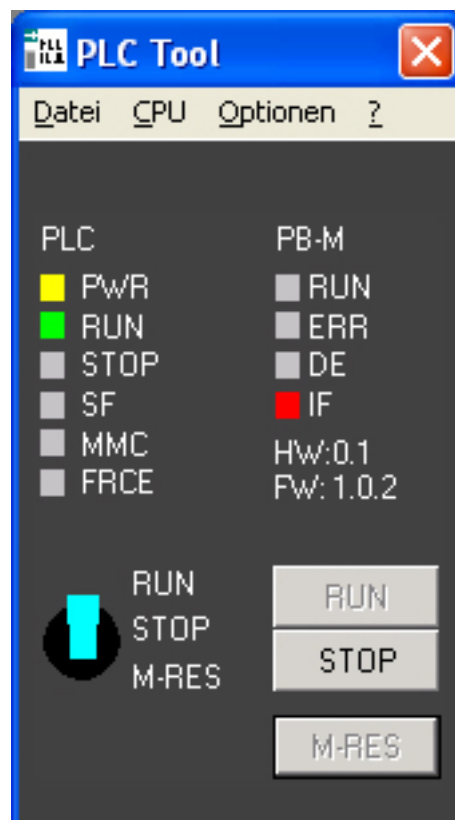 PLC Tool
Datei CPU Optionen ?
PLC PB-M
PWR RUN
RUN ERR
STOP DE
SF IF
MMC HW:0.1
FRCE FW: 1.0.2
RUN RUN
STOP STOP
M-RES M-RES